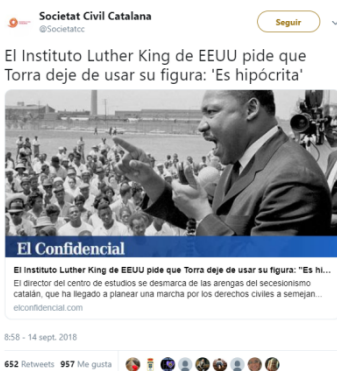 Societat Civil Catalana
@Societatcc
Seguir
El Instituto Luther King de EEUU pide que
Torra deje de usar su figura: 'Es hipócrita'
El Confidencial
El Instituto Luther King de EEUU pide que Torra deje de usar su figura: "Es hi...
El director del centro de estudios se desmarca de las arengas del secesionismo
catalán, que ha llegado a planear una marcha por los derechos civiles a semejan...
elconfidencial.com
8:58 - 14 sept. 2018
652 Retweets 957 Me gusta